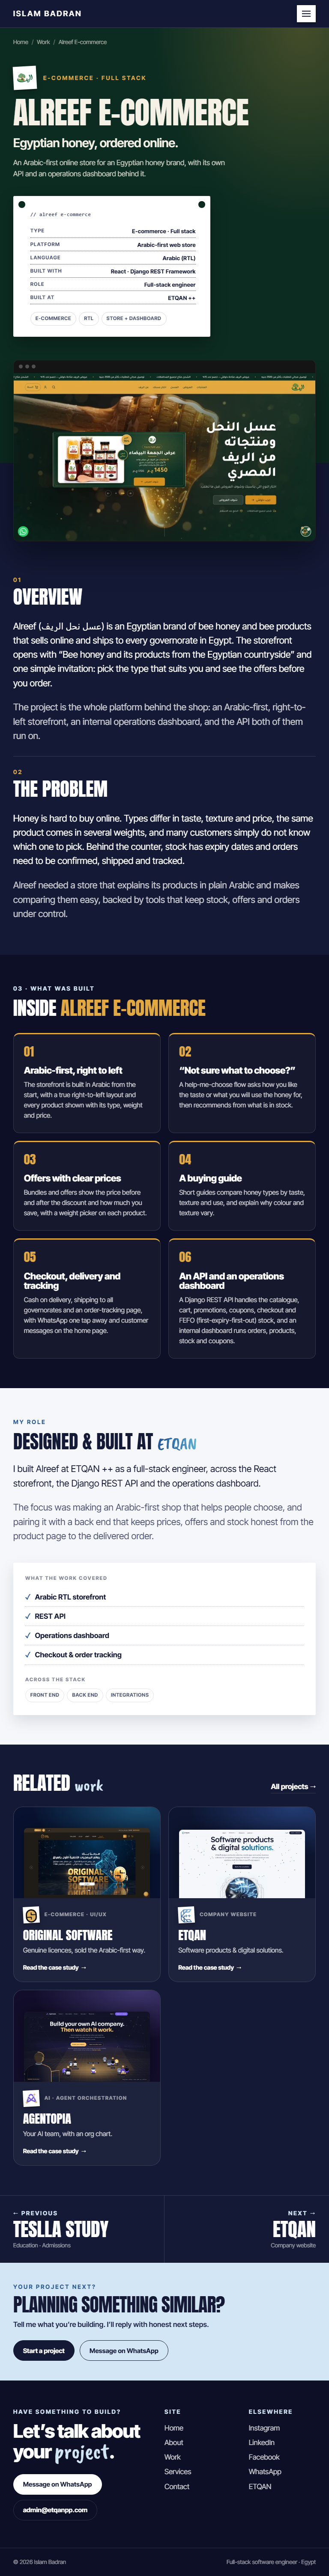 ISLAM BADRAN
Home / Work / Alreef E-commerce
E-COMMERCE · FULL STACK
ALREEF E-COMMERCE
Egyptian honey, ordered online.
An Arabic-first online store for an Egyptian honey brand, with its own
API and an operations dashboard behind it.
// alreef e-commerce
TYPE E-commerce · Full stack
PLATFORM Arabic-first web store
LANGUAGE Arabic (RTL)
BUILT WITH React · Django REST Framework
ROLE Full-stack engineer
BUILT AT ETQAN ++
E-COMMERCE RTL STORE + DASHBOARD
عسل النحل
من الريف
المصري
عرض الجمعة البيضاء
1450
01
OVERVIEW
Alreef (عسل نحل الريف) is an Egyptian brand of bee honey and bee products
that sells online and ships to every governorate in Egypt. The storefront
opens with “Bee honey and its products from the Egyptian countryside” and
one simple invitation: pick the type that suits you and see the offers before
you order.
The project is the whole platform behind the shop: an Arabic-first, right-to-
left storefront, an internal operations dashboard, and the API both of them
run on.
02
THE PROBLEM
Honey is hard to buy online. Types differ in taste, texture and price, the same
product comes in several weights, and many customers simply do not know
which one to pick. Behind the counter, stock has expiry dates and orders
need to be confirmed, shipped and tracked.
Alreef needed a store that explains its products in plain Arabic and makes
comparing them easy, backed by tools that keep stock, offers and orders
under control.
03 · WHAT WAS BUILT
INSIDE ALREEF E-COMMERCE
01
Arabic-first, right to left
The storefront is built in Arabic from the
start, with a true right-to-left layout and
every product shown with its type, weight
and price.
02
“Not sure what to choose?”
A help-me-choose flow asks how you like
the taste or what you will use the honey for,
then recommends from what is in stock.
03
Offers with clear prices
Bundles and offers show the price before
and after the discount and how much you
save, with a weight picker on each product.
04
A buying guide
Short guides compare honey types by taste,
texture and use, and explain why colour and
texture vary.
05
Checkout, delivery and
tracking
Cash on delivery, shipping to all
governorates and an order-tracking page,
with WhatsApp one tap away and customer
messages on the home page.
06
An API and an operations
dashboard
A Django REST API handles the catalogue,
cart, promotions, coupons, checkout and
FEFO (first-expiry-first-out) stock, and an
internal dashboard runs orders, products,
stock and coupons.
MY ROLE
DESIGNED & BUILT AT ETQAN
I built Alreef at ETQAN ++ as a full-stack engineer, across the React
storefront, the Django REST API and the operations dashboard.
The focus was making an Arabic-first shop that helps people choose, and
pairing it with a back end that keeps prices, offers and stock honest from the
product page to the delivered order.
WHAT THE WORK COVERED
✓ Arabic RTL storefront
✓ REST API
✓ Operations dashboard
✓ Checkout & order tracking
ACROSS THE STACK
FRONT END BACK END INTEGRATIONS
RELATED work
All projects →
ORIGINAL
SOFTWARE
E-COMMERCE · UI/UX
ORIGINAL SOFTWARE
Genuine licences, sold the Arabic-first way.
Read the case study →
Software products
& digital solutions.
COMPANY WEBSITE
ETQAN
Software products & digital solutions.
Read the case study →
Build your own AI company.
Then watch it work.
AI · AGENT ORCHESTRATION
AGENTOPIA
Your AI team, with an org chart.
Read the case study →
← PREVIOUS
TESLLA STUDY
Education · Admissions
NEXT →
ETQAN
Company website
YOUR PROJECT NEXT?
PLANNING SOMETHING SIMILAR?
Tell me what you’re building. I’ll reply with honest next steps.
Start a project
Message on WhatsApp
HAVE SOMETHING TO BUILD?
Let’s talk about
your project.
Message on WhatsApp
admin@etqanpp.com
SITE
Home
About
Work
Services
Contact
ELSEWHERE
Instagram
LinkedIn
Facebook
WhatsApp
ETQAN
© 2026 Islam Badran
Full-stack software engineer · Egypt